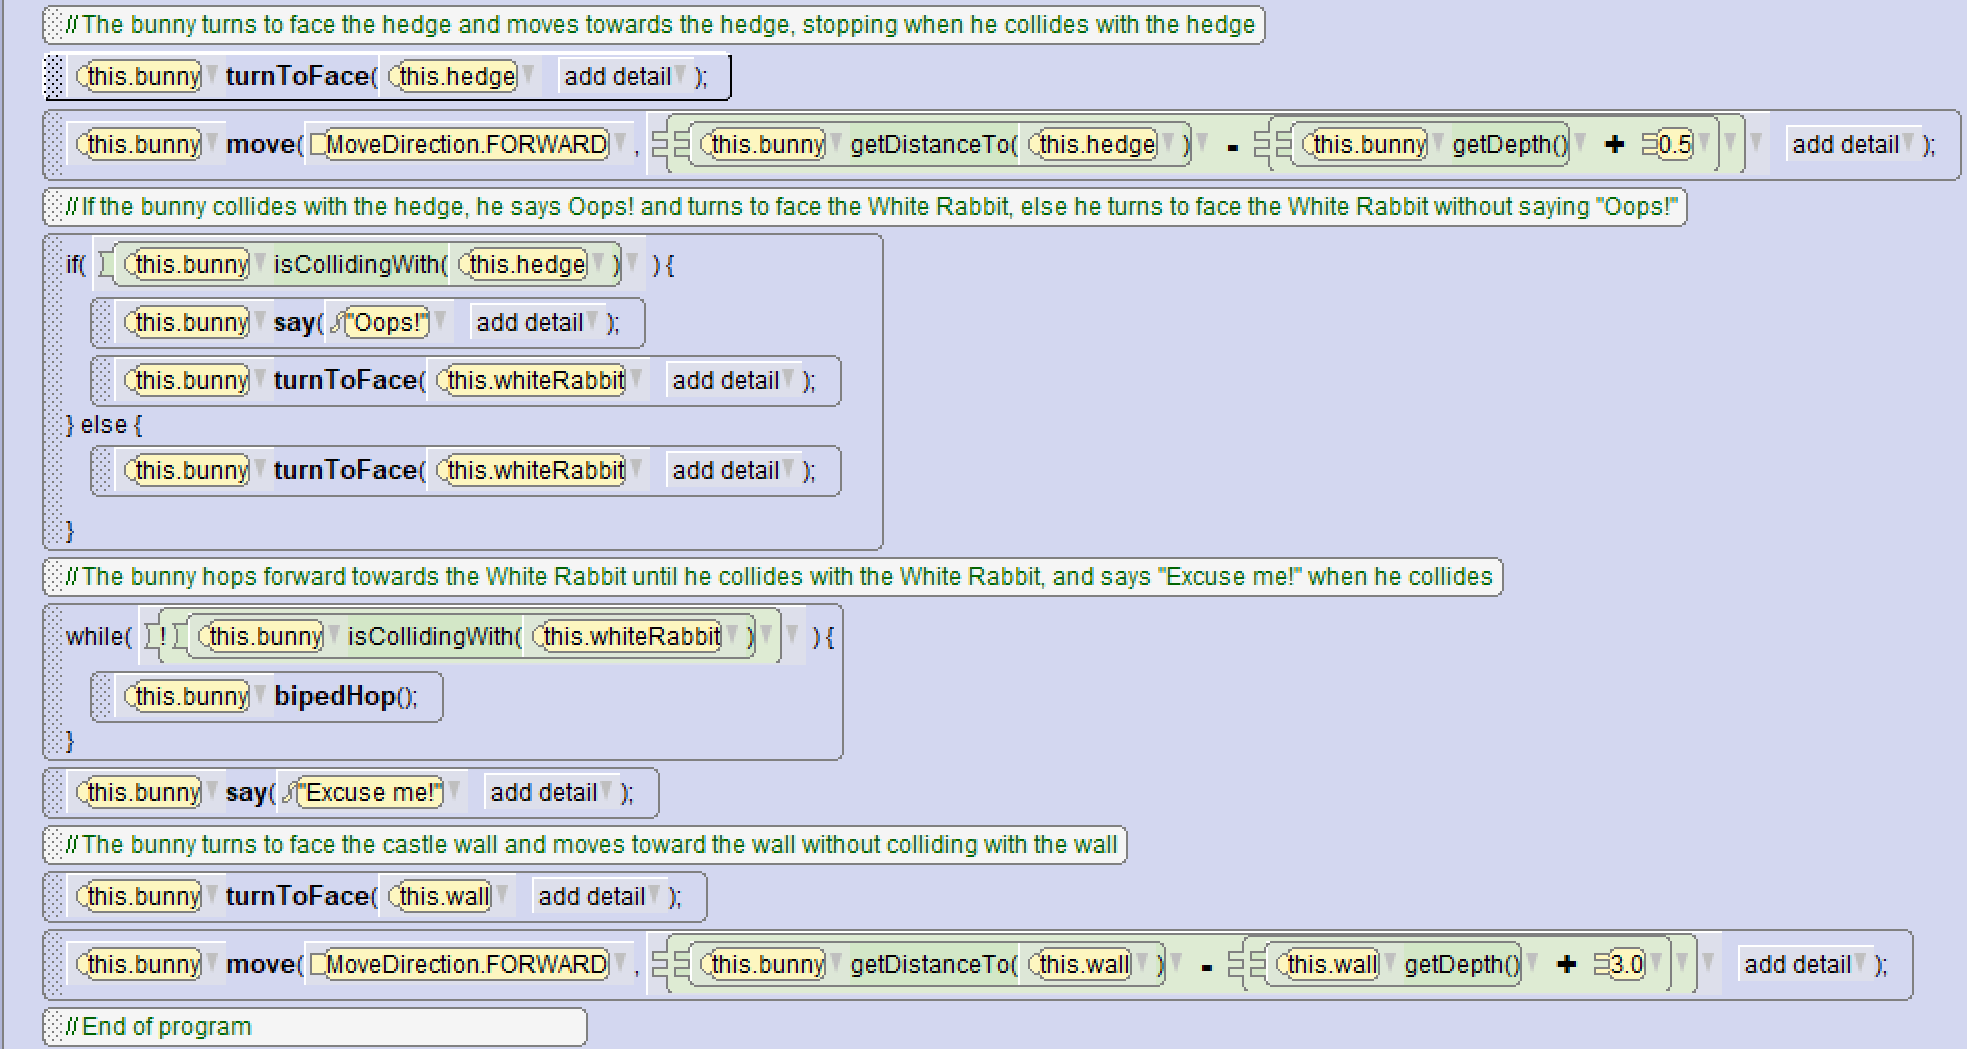 //The bunny turns to face the hedge and moves towards the hedge, stopping when he collides with the hedge
this.bunny turnToFace( this.hedge add detail );
this.bunny move( MoveDirection.FORWARD , this.bunny getDistanceTo( this.hedge ) - this.bunny getDepth() + 0.5 add detail );
//If the bunny collides with the hedge, he says Oops! and turns to face the White Rabbit, else he turns to face the White Rabbit without saying "Oops!"
if( this.bunny isCollidingWith( this.hedge ) ) {
this.bunny say( "Oops!" add detail );
this.bunny turnToFace( this.whiteRabbit add detail );
} else {
this.bunny turnToFace( this.whiteRabbit add detail );
}
//The bunny hops forward towards the White Rabbit until he collides with the White Rabbit, and says "Excuse me!" when he collides
while( ! this.bunny isCollidingWith( this.whiteRabbit ) ) {
this.bunny bipedHop();
}
this.bunny say( "Excuse me!" add detail );
//The bunny turns to face the castle wall and moves toward the wall without colliding with the wall
this.bunny turnToFace( this.wall add detail );
this.bunny move( MoveDirection.FORWARD , this.bunny getDistanceTo( this.wall ) - this.wall getDepth() + 3.0 add detail );
//End of program